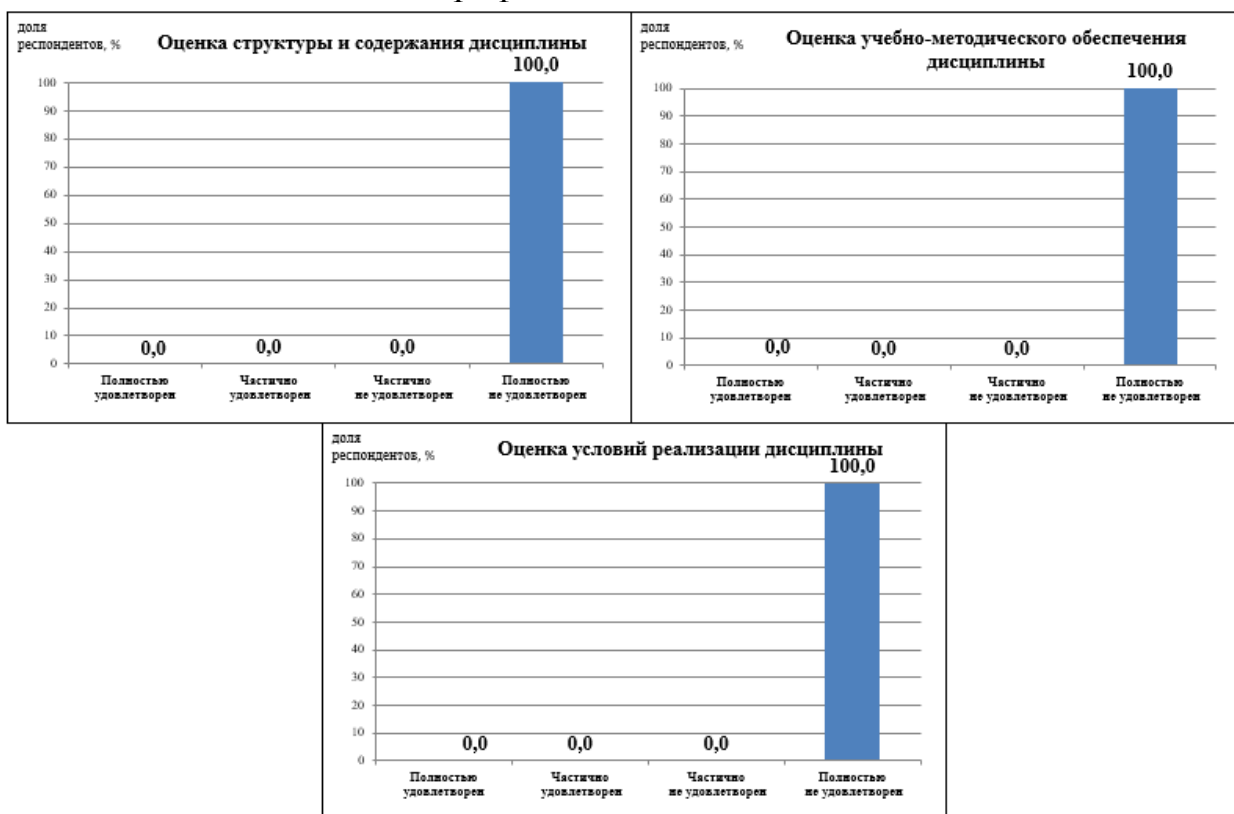 доля
респондентов, %
Оценка структуры и содержания дисциплины
100,0
100
90
80
70
60
50
40
30
20
10
0
0,0 0,0 0,0
Полностью удовлетворен
Частично удовлетворен
Частично не удовлетворен
Полностью не удовлетворен
доля
респондентов, %
Оценка учебно-методического обеспечения
дисциплины
100,0
100
90
80
70
60
50
40
30
20
10
0
0,0 0,0 0,0
Полностью удовлетворен
Частично удовлетворен
Частично не удовлетворен
Полностью не удовлетворен
доля
респондентов, %
Оценка условий реализации дисциплины
100,0
100
90
80
70
60
50
40
30
20
10
0
0,0 0,0 0,0
Полностью удовлетворен
Частично удовлетворен
Частично не удовлетворен
Полностью не удовлетворен